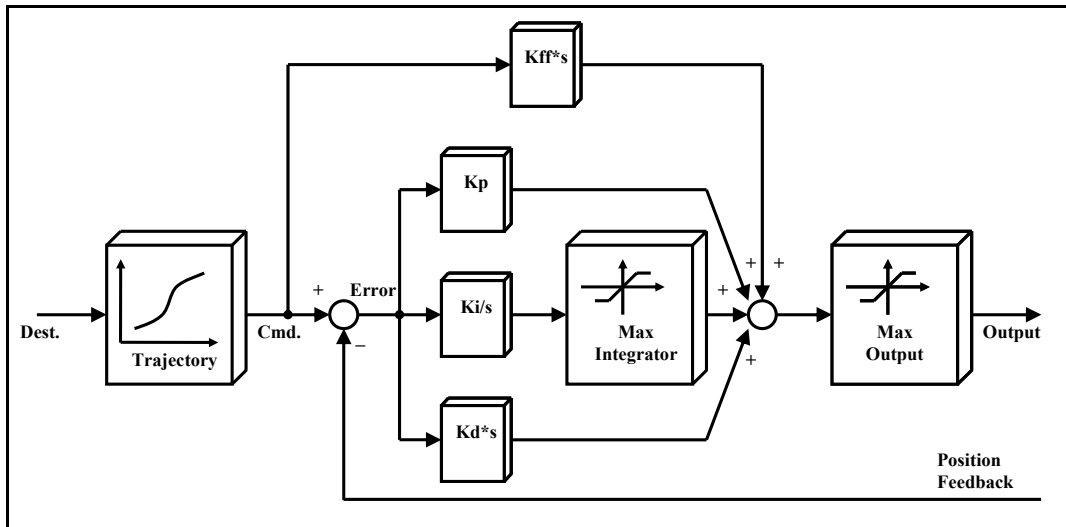 Kff*s
Kp
+ +
+ Error Ki/s +
Dest. Trajectory Cmd. − Max Integrator Max Output Output
+
Kd*s
Position
Feedback